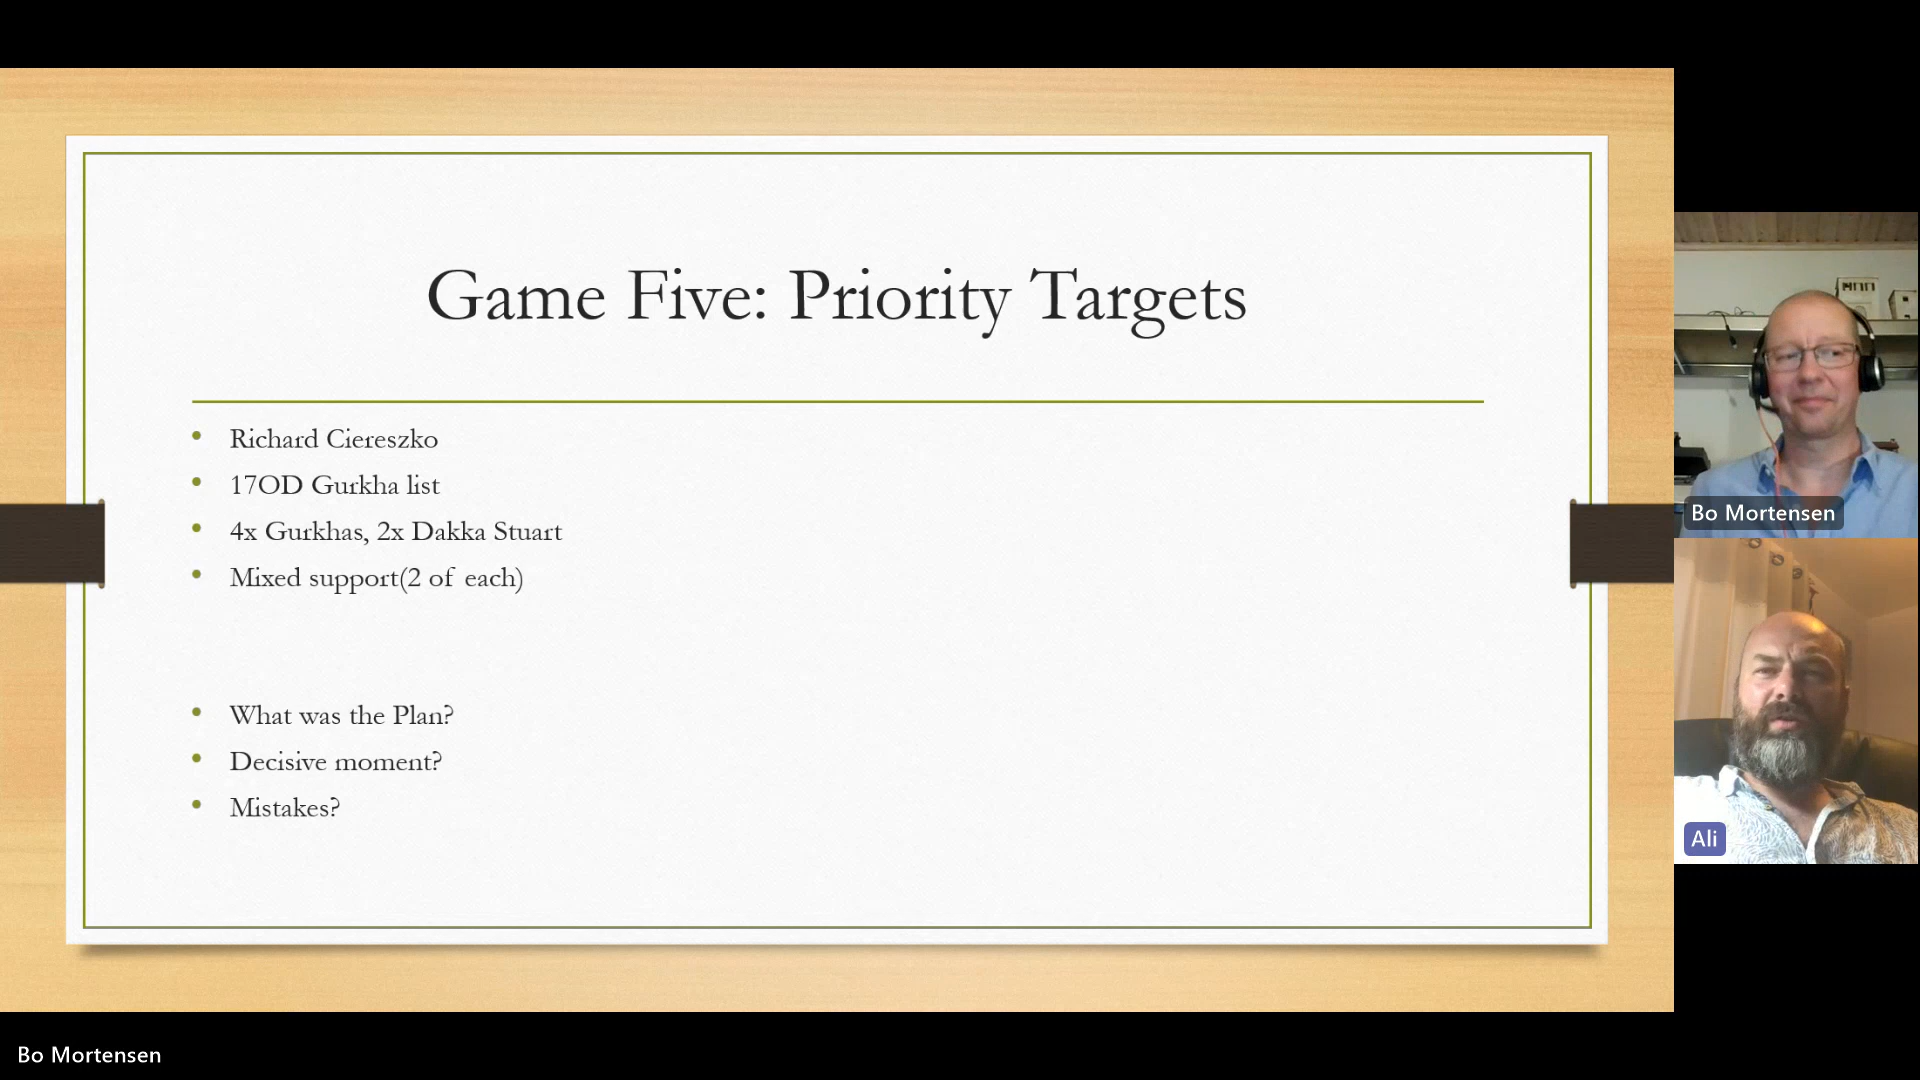 Game Five: Priority Targets
Richard Ciereszko
17OD Gurkha list
4x Gurkhas, 2x Dakka Stuart
Mixed support(2 of each)
What was the Plan?
Decisive moment?
Mistakes?
Bo Mortensen
Ali
Bo Mortensen